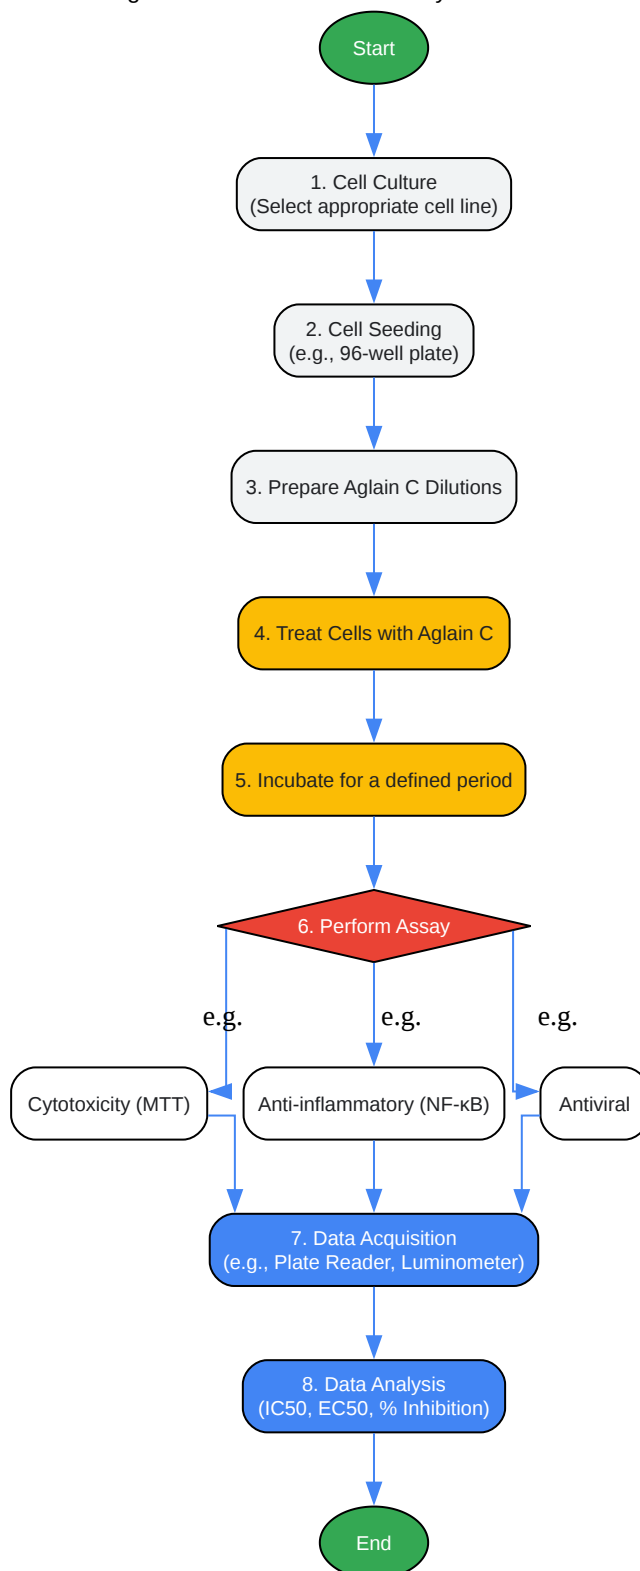 Start
1. Cell Culture
(Select appropriate cell line)
2. Cell Seeding
(e.g., 96-well plate)
3. Prepare Aglain C Dilutions
4. Treat Cells with Aglain C
5. Incubate for a defined period
6. Perform Assay
e.g. e.g. e.g.
Cytotoxicity (MTT) Anti-inflammatory (NF-κB) Antiviral
7. Data Acquisition
(e.g., Plate Reader, Luminometer)
8. Data Analysis
(IC50, EC50, % Inhibition)
End